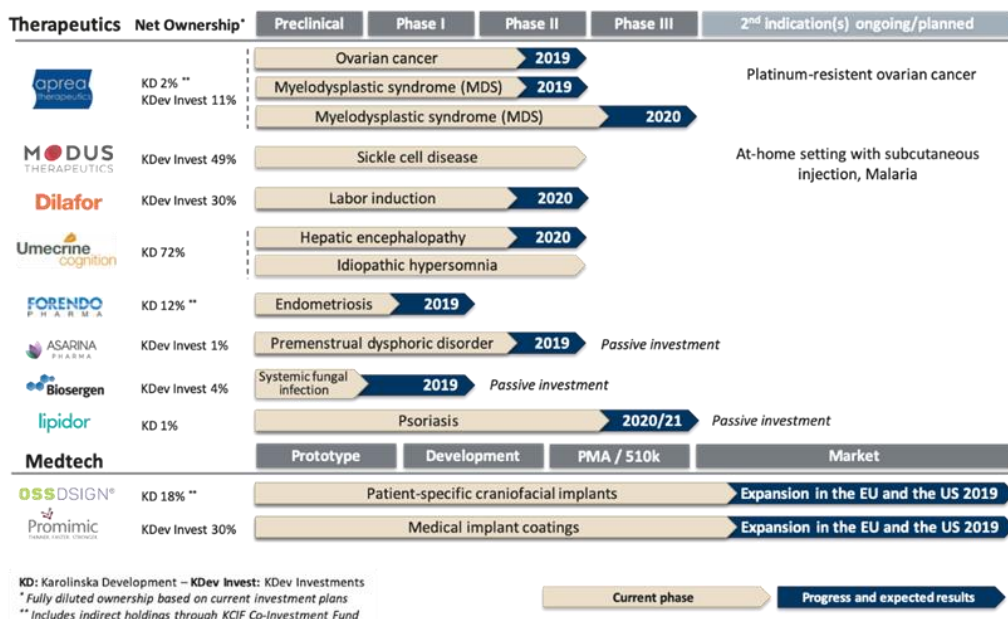 Therapeutics Net Ownership* Preclinical Phase I Phase II Phase III 2nd indication(s) ongoing/planned
aprea therapeutics
KD 2% **
KDev Invest 11%
Ovarian cancer 2019
Platinum-resistent ovarian cancer
Myelodysplastic syndrome (MDS) 2019
Myelodysplastic syndrome (MDS) 2020
MODUS THERAPEUTICS
KDev Invest 49%
Sickle cell disease
At-home setting with subcutaneous
injection, Malaria
Dilafor KDev Invest 30% Labor induction 2020
Umecrine cognition
KD 72%
Hepatic encephalopathy 2020
Idiopathic hypersomnia
FORENDO PHARMA KD 12% ** Endometriosis 2019
ASARINA PHARMA KDev Invest 1% Premenstrual dysphoric disorder 2019 Passive investment
Biosergen KDev Invest 4% Systemic fungal
infection 2019 Passive investment
lipidor KD 1% Psoriasis 2020/21 Passive investment
Medtech Prototype Development PMA / 510k Market
OSSDSIGN® KD 18% ** Patient-specific craniofacial implants Expansion in the EU and the US 2019
Promimic KDev Invest 30% Medical implant coatings Expansion in the EU and the US 2019
THINNER. FASTER. STRONGER.
KD: Karolinska Development – KDev Invest: KDev Investments
* Fully diluted ownership based on current investment plans
** Includes indirect holdings through KCIF Co-Investment Fund
Current phase Progress and expected results